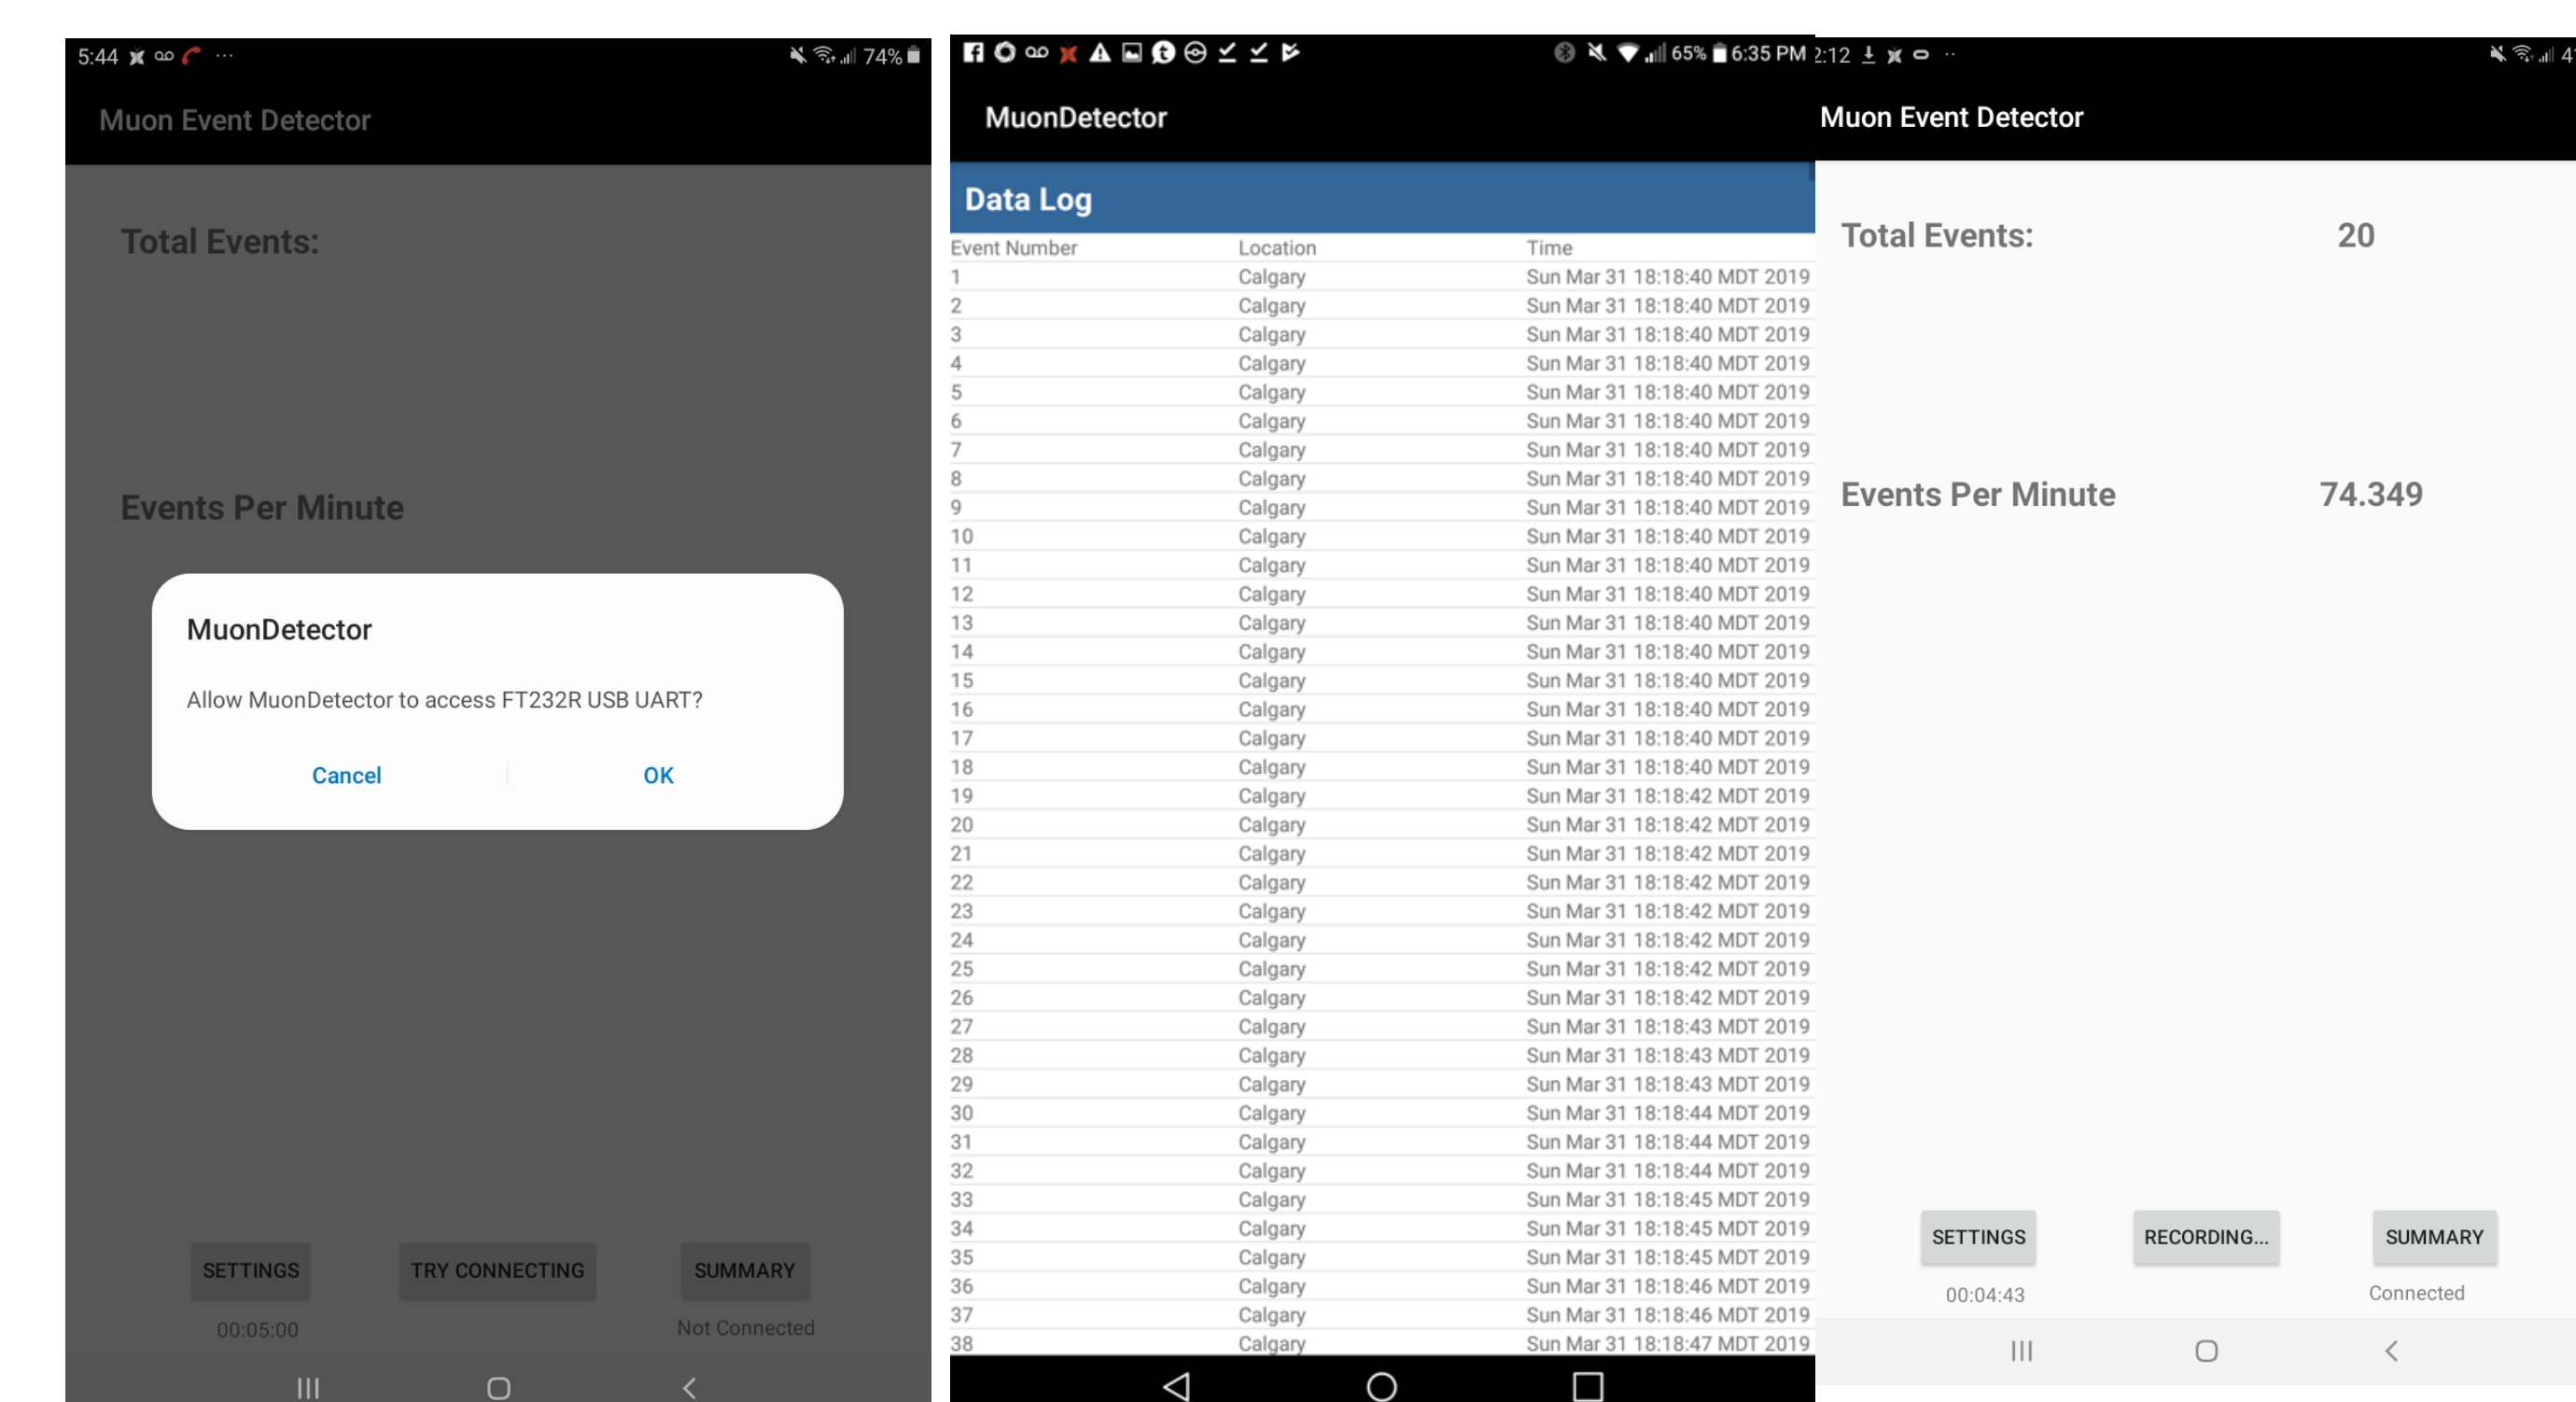 5:44 ... 74%
Muon Event Detector
Total Events:
Events Per Minute
MuonDetector
Allow MuonDetector to access FT232R USB UART?
Cancel OK
SETTINGS TRY CONNECTING SUMMARY
00:05:00 Not Connected
65% 6:35 PM
MuonDetector
Data Log
Event Number Location Time
1 Calgary Sun Mar 31 18:18:40 MDT 2019
2 Calgary Sun Mar 31 18:18:40 MDT 2019
3 Calgary Sun Mar 31 18:18:40 MDT 2019
4 Calgary Sun Mar 31 18:18:40 MDT 2019
5 Calgary Sun Mar 31 18:18:40 MDT 2019
6 Calgary Sun Mar 31 18:18:40 MDT 2019
7 Calgary Sun Mar 31 18:18:40 MDT 2019
8 Calgary Sun Mar 31 18:18:40 MDT 2019
9 Calgary Sun Mar 31 18:18:40 MDT 2019
10 Calgary Sun Mar 31 18:18:40 MDT 2019
11 Calgary Sun Mar 31 18:18:40 MDT 2019
12 Calgary Sun Mar 31 18:18:40 MDT 2019
13 Calgary Sun Mar 31 18:18:40 MDT 2019
14 Calgary Sun Mar 31 18:18:40 MDT 2019
15 Calgary Sun Mar 31 18:18:40 MDT 2019
16 Calgary Sun Mar 31 18:18:40 MDT 2019
17 Calgary Sun Mar 31 18:18:40 MDT 2019
18 Calgary Sun Mar 31 18:18:40 MDT 2019
19 Calgary Sun Mar 31 18:18:42 MDT 2019
20 Calgary Sun Mar 31 18:18:42 MDT 2019
21 Calgary Sun Mar 31 18:18:42 MDT 2019
22 Calgary Sun Mar 31 18:18:42 MDT 2019
23 Calgary Sun Mar 31 18:18:42 MDT 2019
24 Calgary Sun Mar 31 18:18:42 MDT 2019
25 Calgary Sun Mar 31 18:18:42 MDT 2019
26 Calgary Sun Mar 31 18:18:42 MDT 2019
27 Calgary Sun Mar 31 18:18:43 MDT 2019
28 Calgary Sun Mar 31 18:18:43 MDT 2019
29 Calgary Sun Mar 31 18:18:43 MDT 2019
30 Calgary Sun Mar 31 18:18:44 MDT 2019
31 Calgary Sun Mar 31 18:18:44 MDT 2019
32 Calgary Sun Mar 31 18:18:44 MDT 2019
33 Calgary Sun Mar 31 18:18:45 MDT 2019
34 Calgary Sun Mar 31 18:18:45 MDT 2019
35 Calgary Sun Mar 31 18:18:45 MDT 2019
36 Calgary Sun Mar 31 18:18:46 MDT 2019
37 Calgary Sun Mar 31 18:18:46 MDT 2019
38 Calgary Sun Mar 31 18:18:47 MDT 2019
2:12
Muon Event Detector
Total Events: 20
Events Per Minute 74.349
SETTINGS RECORDING... SUMMARY
00:04:43 Connected